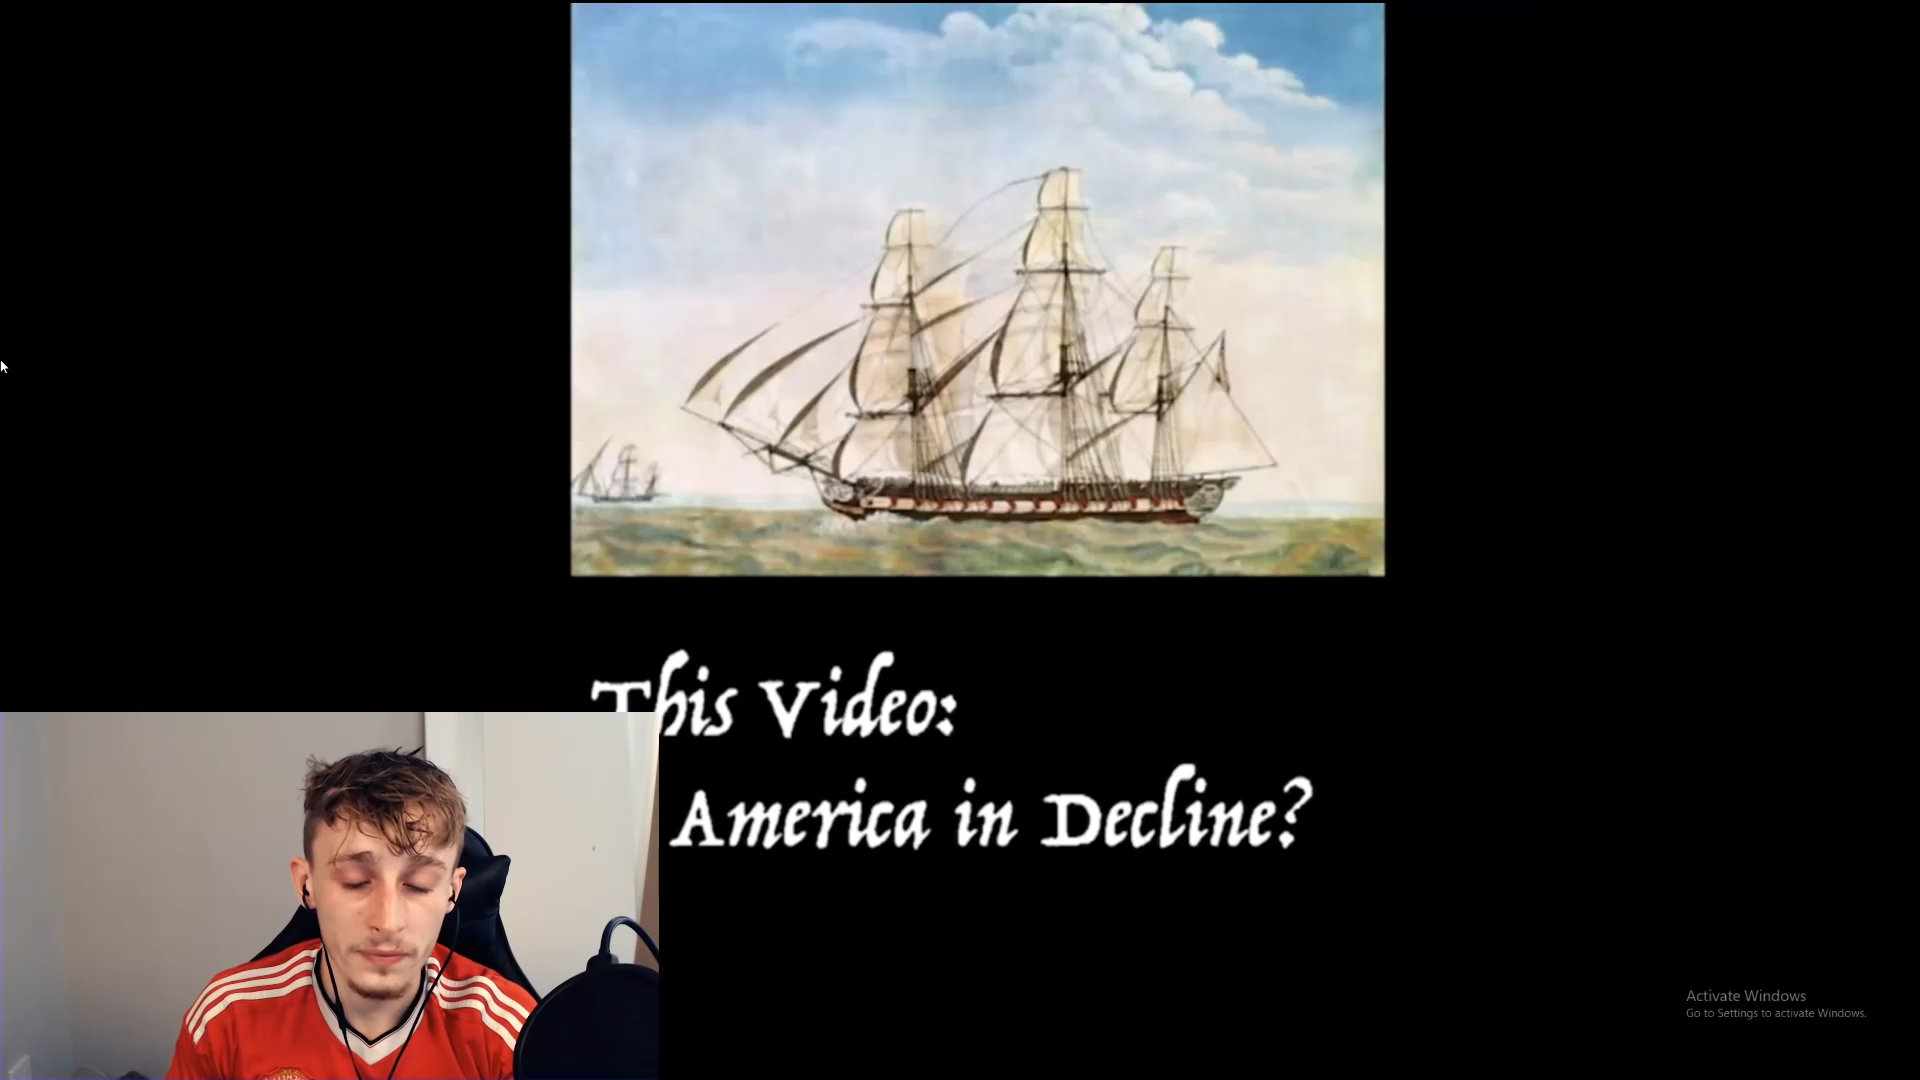 This Video:
America in Decline?
Activate Windows
Go to Settings to activate Windows.